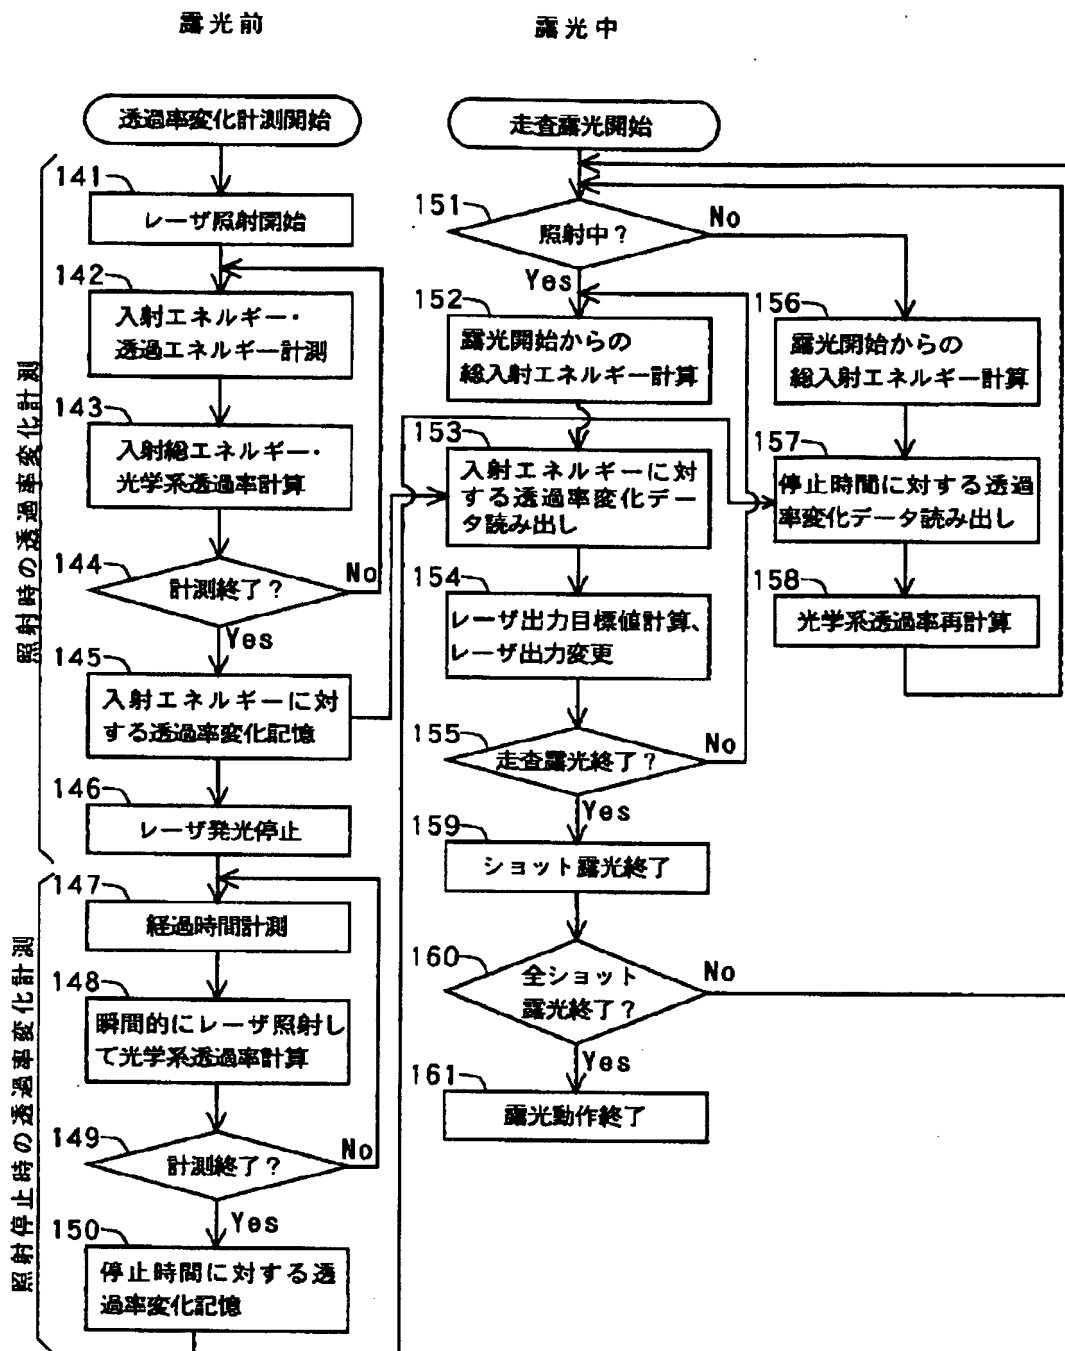 露光前
透過率変化計測開始
照射時の透過率変化計測
141
レーザ照射開始
142
入射エネルギー・
透過エネルギー計測
143
入射総エネルギー・
光学系透過率計算
144
計測終了?
No
Yes
145
入射エネルギーに対
する透過率変化記憶
146
レーザ発光停止
照射停止時の透過率変化計測
147
経過時間計測
148
瞬間的にレーザ照射し
て光学系透過率計算
149
計測終了?
No
Yes
150
停止時間に対する透
過率変化記憶
露光中
走査露光開始
151
照射中?
No
Yes
152
露光開始からの
総入射エネルギー計算
153
入射エネルギーに対
する透過率変化デー
タ読み出し
154
レーザ出力目標値計算、
レーザ出力変更
155
走査露光終了?
No
Yes
156
露光開始からの
総入射エネルギー計算
157
停止時間に対する透過
率変化データ読み出し
158
光学系透過率再計算
159
ショット露光終了
160
全ショット
露光終了?
No
Yes
161
露光動作終了